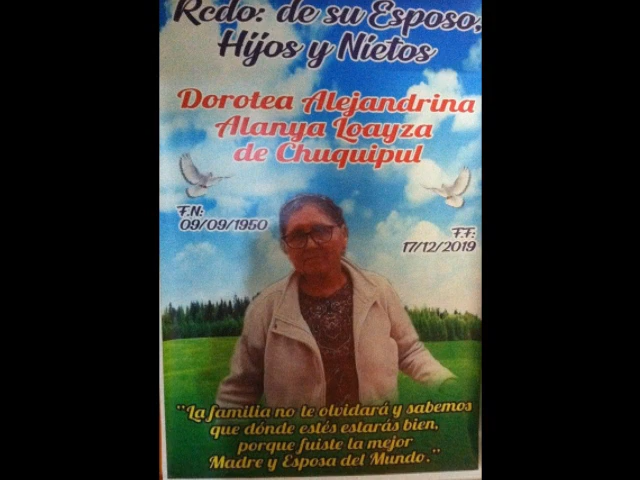 Rcdo: de su Esposo,
Hijos y Nietos
Dorotea Alejandrina
Alanya Loayza
de Chuquipul
F.N:
09/09/1950
F.F:
17/12/2019
"La familia no te olvidará y sabemos
que dónde estés estarás bien,
porque fuiste la mejor
Madre y Esposa del Mundo."